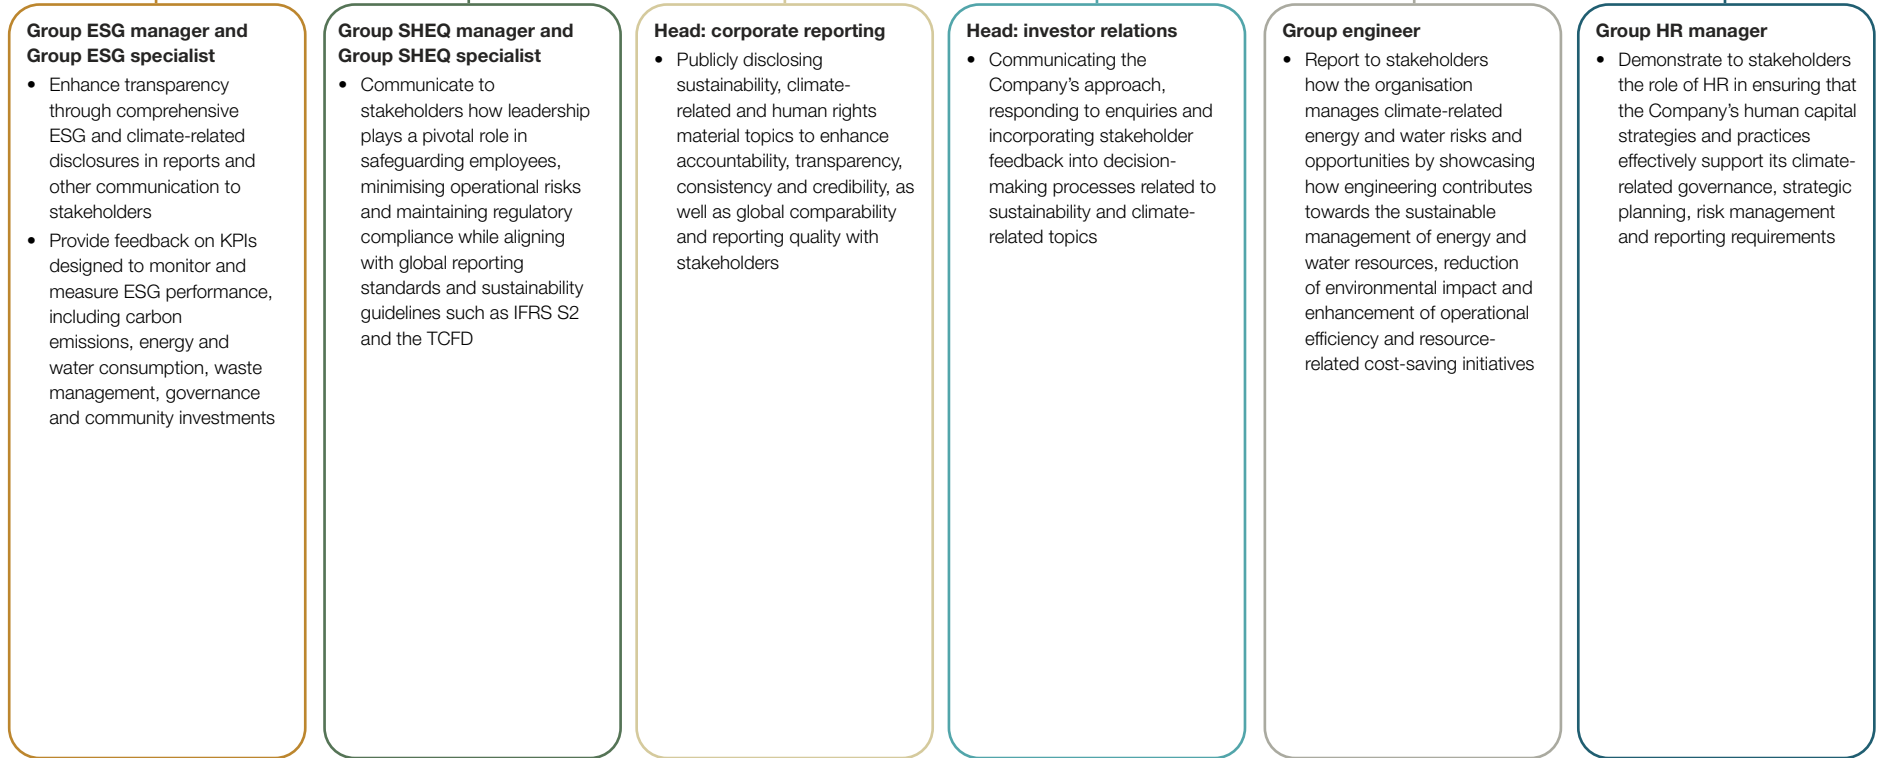 Group ESG manager and
Group ESG specialist
• Enhance transparency
through comprehensive
ESG and climate-related
disclosures in reports and
other communication to
stakeholders
• Provide feedback on KPIs
designed to monitor and
measure ESG performance,
including carbon
emissions, energy and
water consumption, waste
management, governance
and community investments
Group SHEQ manager and
Group SHEQ specialist
• Communicate to
stakeholders how leadership
plays a pivotal role in
safeguarding employees,
minimising operational risks
and maintaining regulatory
compliance while aligning
with global reporting
standards and sustainability
guidelines such as IFRS S2
and the TCFD
Head: corporate reporting
• Publicly disclosing
sustainability, climate-
related and human rights
material topics to enhance
accountability, transparency,
consistency and credibility, as
well as global comparability
and reporting quality with
stakeholders
Head: investor relations
• Communicating the
Company’s approach,
responding to enquiries and
incorporating stakeholder
feedback into decision-
making processes related to
sustainability and climate-
related topics
Group engineer
• Report to stakeholders
how the organisation
manages climate-related
energy and water risks and
opportunities by showcasing
how engineering contributes
towards the sustainable
management of energy and
water resources, reduction
of environmental impact and
enhancement of operational
efficiency and resource-
related cost-saving initiatives
Group HR manager
• Demonstrate to stakeholders
the role of HR in ensuring that
the Company’s human capital
strategies and practices
effectively support its climate-
related governance, strategic
planning, risk management
and reporting requirements